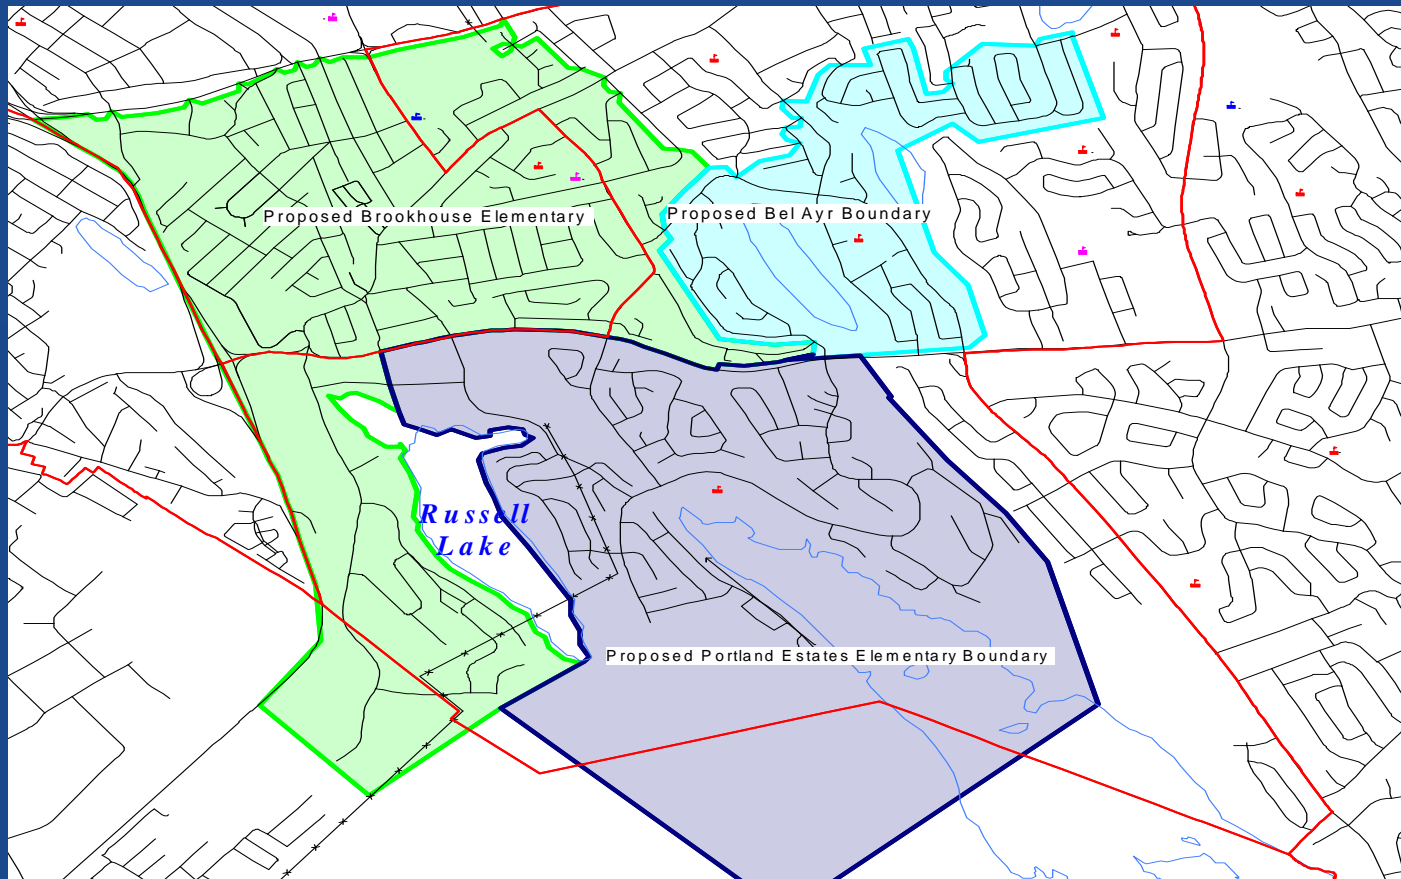 Proposed Brookhouse Elementary
Proposed Bel Ayr Boundary
Russell
Lake
Proposed Portland Estates Elementary Boundary